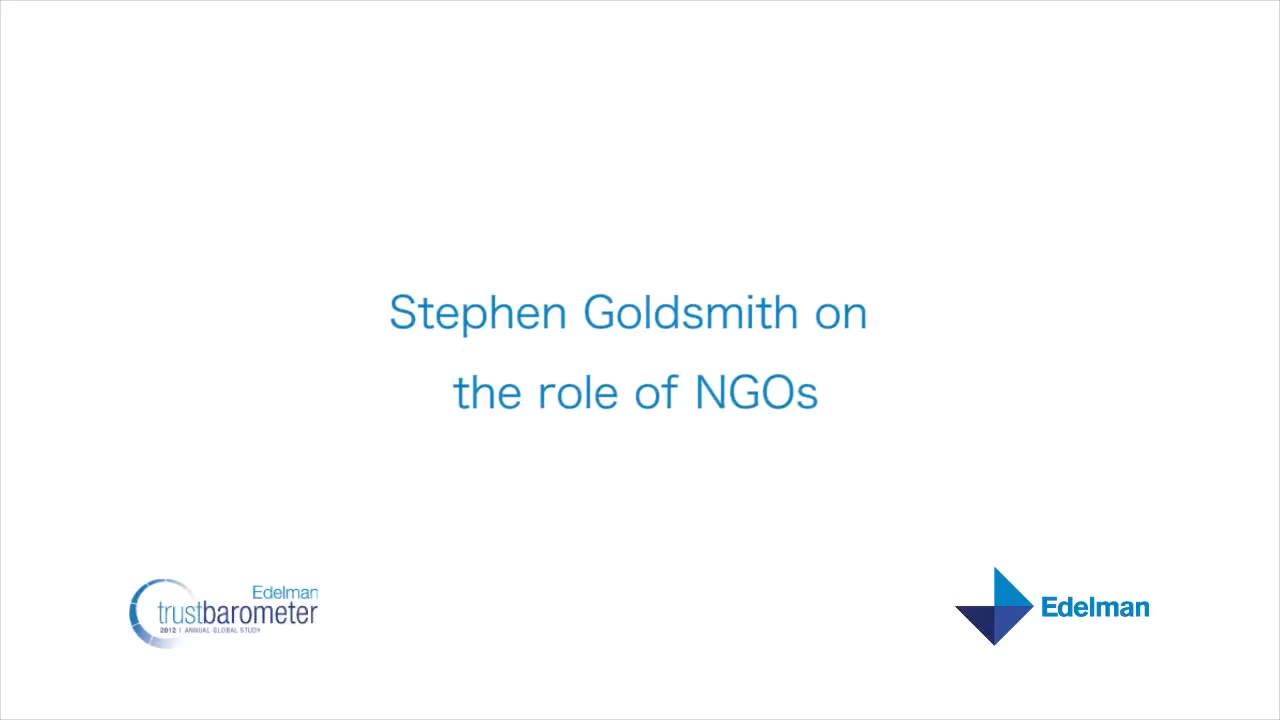 Stephen Goldsmith on
the role of NGOs
Edelman
trustbarometer
2012 | ANNUAL GLOBAL STUDY
Edelman